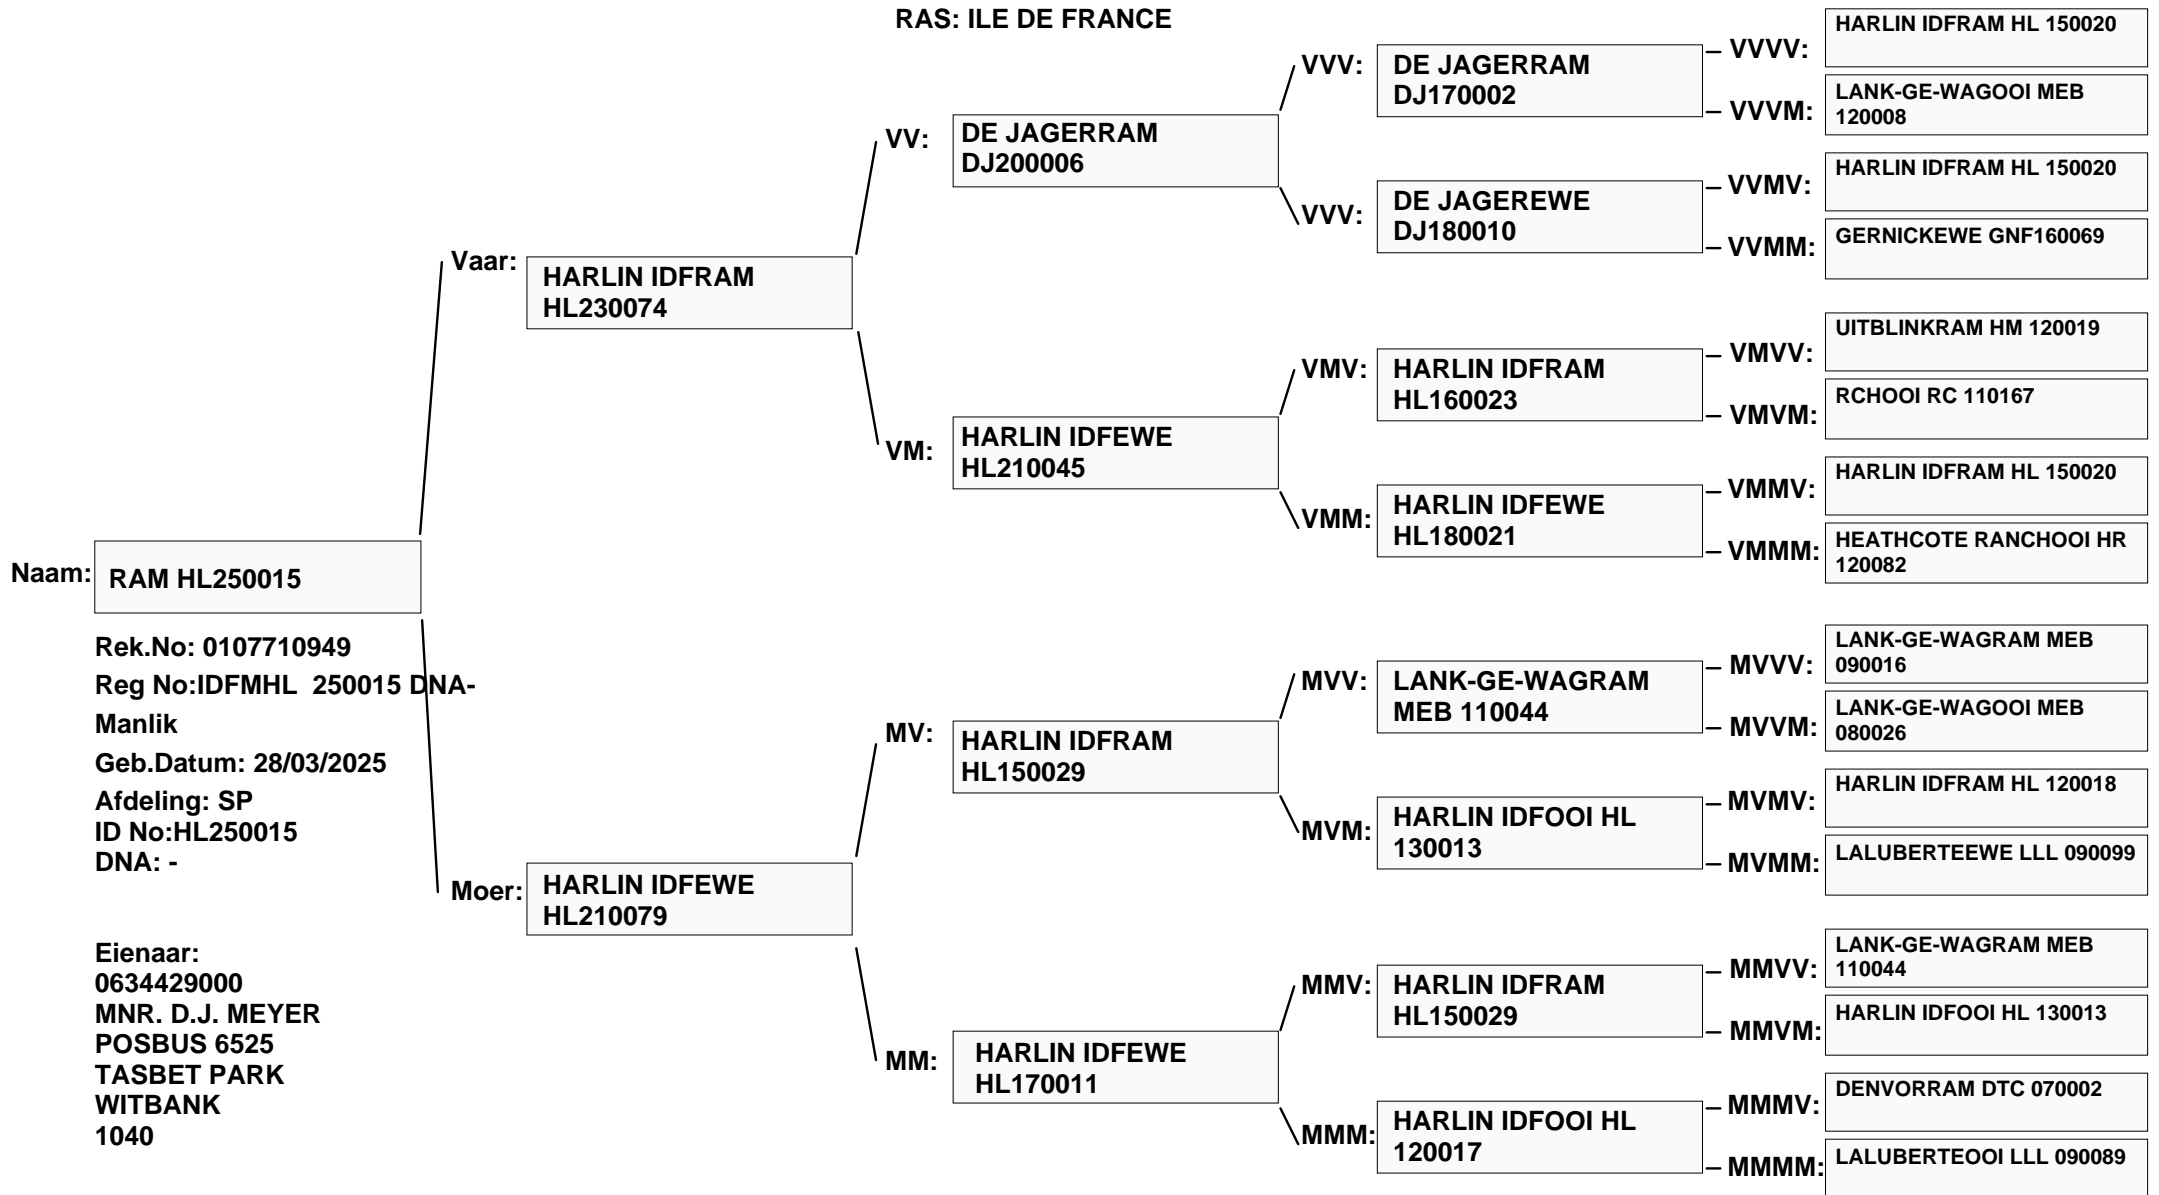 RAS: ILE DE FRANCE
Naam:
RAM HL250015
Rek.No: 0107710949
Reg No:IDFMHL  250015 DNA-
Manlik
Geb.Datum: 28/03/2025
Afdeling: SP
ID No:HL250015
DNA: -
Eienaar:
0634429000
MNR. D.J. MEYER
POSBUS 6525
TASBET PARK
WITBANK
1040
Vaar:
HARLIN IDFRAM
HL230074
Moer:
HARLIN IDFEWE
HL210079
VV:
DE JAGERRAM
DJ200006
VM:
HARLIN IDFEWE
HL210045
MV:
HARLIN IDFRAM
HL150029
MM:
HARLIN IDFEWE
HL170011
VVV:
DE JAGERRAM
DJ170002
VVV:
DE JAGEREWE
DJ180010
VMV:
HARLIN IDFRAM
HL160023
VMM:
HARLIN IDFEWE
HL180021
MVV:
LANK-GE-WAGRAM
MEB 110044
MVM:
HARLIN IDFOOI HL
130013
MMV:
HARLIN IDFRAM
HL150029
MMM:
HARLIN IDFOOI HL
120017
VVVV:
HARLIN IDFRAM HL 150020
VVVM:
LANK-GE-WAGOOI MEB
120008
VVMV:
HARLIN IDFRAM HL 150020
VVMM:
GERNICKEWE GNF160069
VMVV:
UITBLINKRAM HM 120019
VMVM:
RCHOOI RC 110167
VMMV:
HARLIN IDFRAM HL 150020
VMMM:
HEATHCOTE RANCHOOI HR
120082
MVVV:
LANK-GE-WAGRAM MEB
090016
MVVM:
LANK-GE-WAGOOI MEB
080026
MVMV:
HARLIN IDFRAM HL 120018
MVMM:
LALUBERTEEWE LLL 090099
MMVV:
LANK-GE-WAGRAM MEB
110044
MMVM:
HARLIN IDFOOI HL 130013
MMMV:
DENVORRAM DTC 070002
MMMM:
LALUBERTEOOI LLL 090089